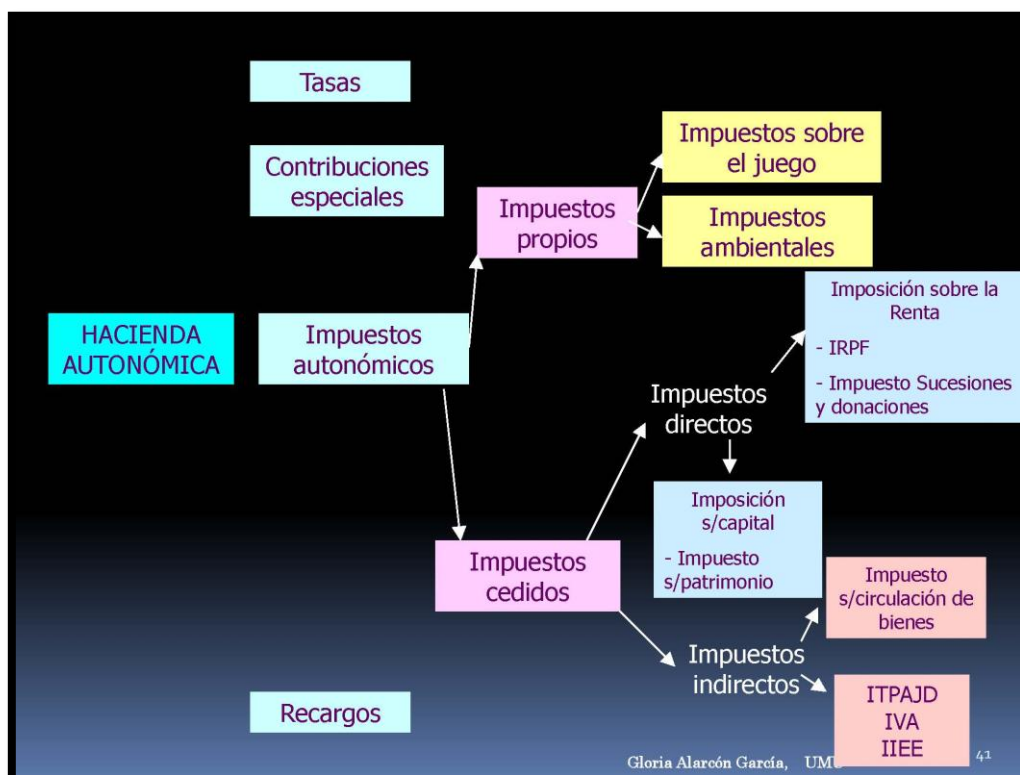 Tasas
Contribuciones
especiales
Impuestos sobre
el juego
Impuestos
propios
Impuestos
ambientales
HACIENDA
AUTONÓMICA
Impuestos
autonómicos
Imposición sobre la
Renta
- IRPF
- Impuesto Sucesiones
y donaciones
Impuestos
directos
Imposición
s/capital
- Impuesto
s/patrimonio
Impuestos
cedidos
Impuesto
s/circulación de
bienes
Impuestos
indirectos
ITPAJD
IVA
IIEE
Recargos
Gloria Alarcón García,
41